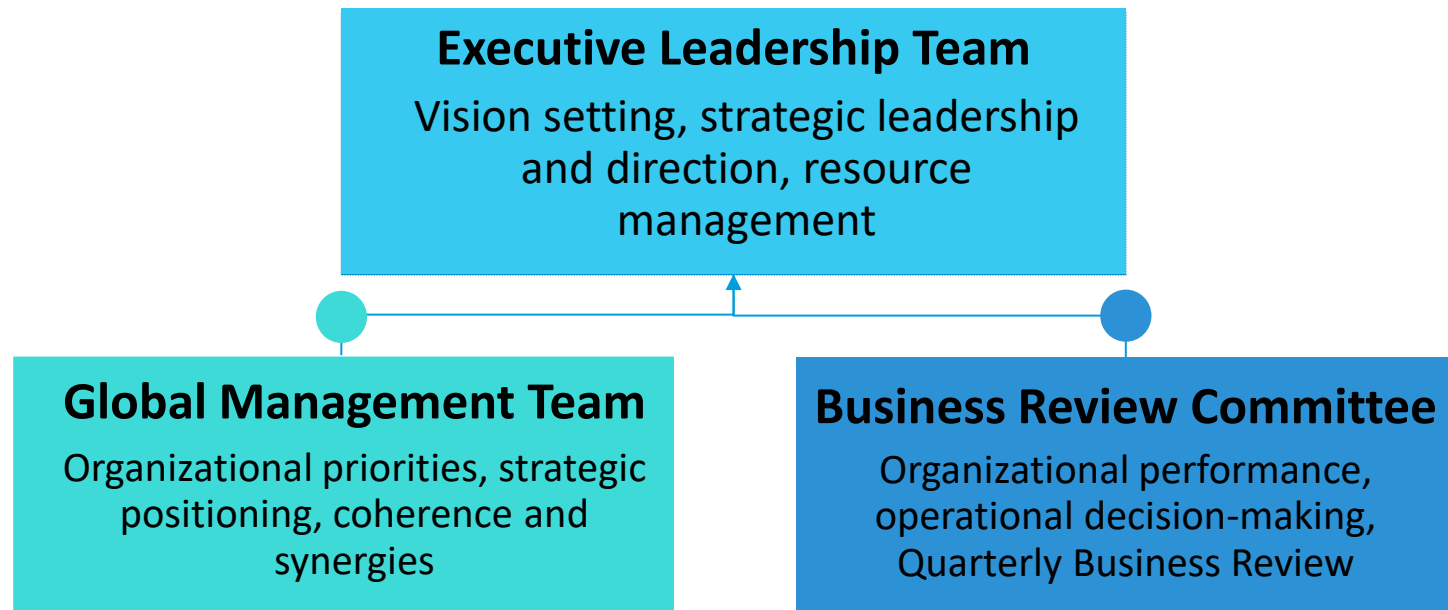 Executive Leadership Team
Vision setting, strategic leadership
and direction, resource
management
Global Management Team
Organizational priorities, strategic
positioning, coherence and
synergies
Business Review Committee
Organizational performance,
operational decision-making,
Quarterly Business Review